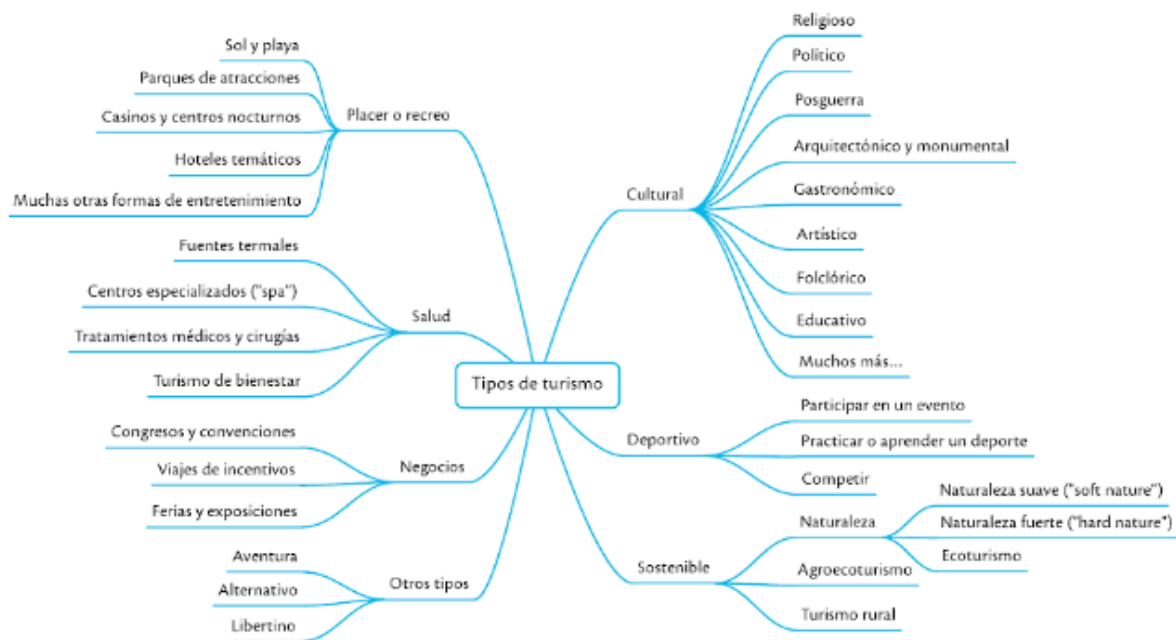 Tipos de turismo
Placer o recreo
Sol y playa
Parques de atracciones
Casinos y centros nocturnos
Hoteles temáticos
Muchas otras formas de entretenimiento
Salud
Fuentes termales
Centros especializados ("spa")
Tratamientos médicos y cirugías
Turismo de bienestar
Negocios
Congresos y convenciones
Viajes de incentivos
Ferias y exposiciones
Otros tipos
Aventura
Alternativo
Libertino
Cultural
Religioso
Político
Posguerra
Arquitectónico y monumental
Gastronómico
Artístico
Folclórico
Educativo
Muchos más...
Deportivo
Participar en un evento
Practicar o aprender un deporte
Competir
Sostenible
Naturaleza
Naturaleza suave ("soft nature")
Naturaleza fuerte ("hard nature")
Ecoturismo
Agroecoturismo
Turismo rural